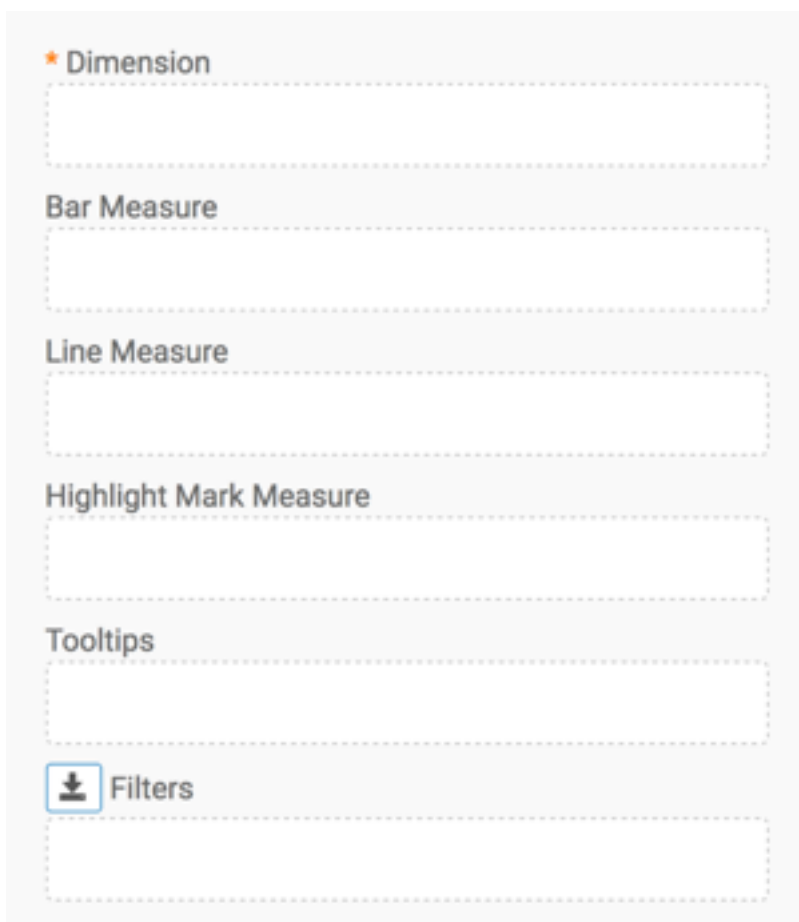 * Dimension
Bar Measure
Line Measure
Highlight Mark Measure
Tooltips
Filters